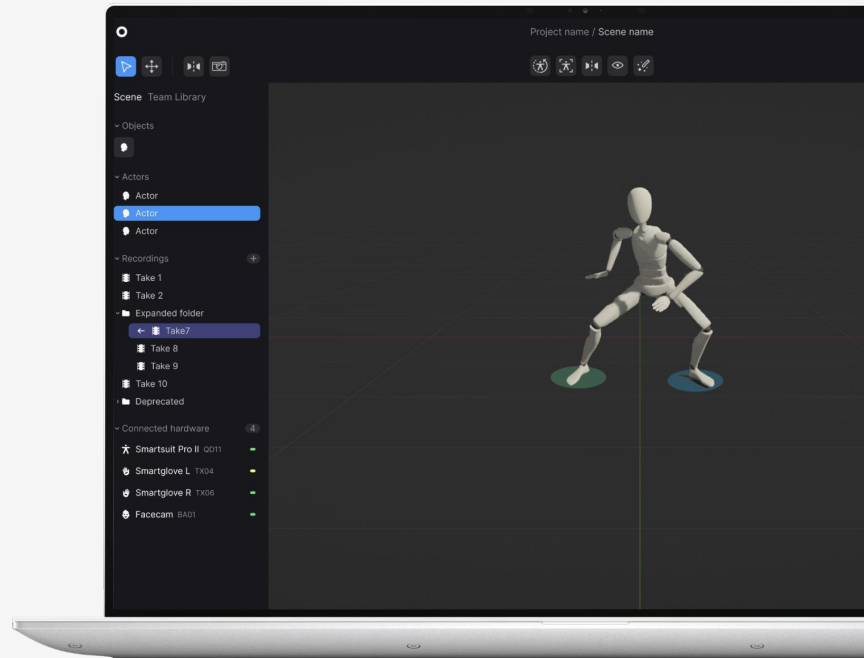 Project name / Scene name
Scene Team Library
Objects
Actors
Actor
Actor
Actor
Recordings
Take 1
Take 2
Expanded folder
Take7
Take 8
Take 9
Take 10
Deprecated
Connected hardware 4
Smartsuit Pro II QD11
Smartglove L TX04
Smartglove R TX06
Facecam BA01